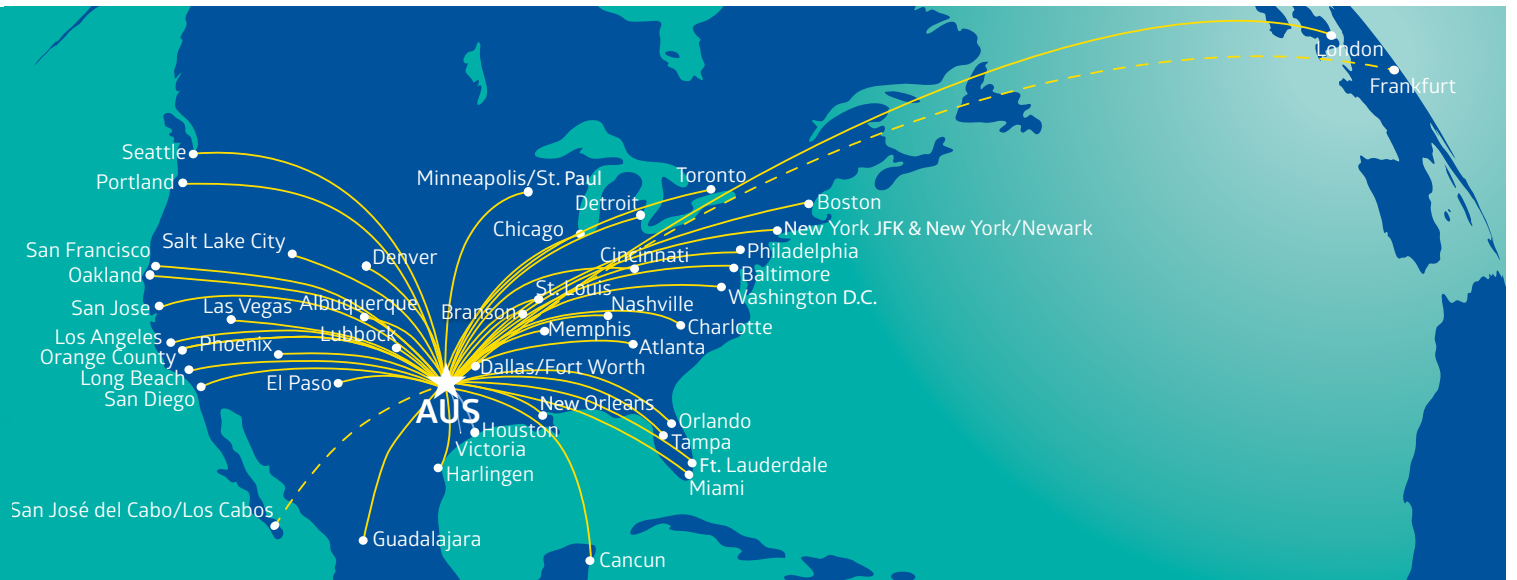 London
Frankfurt
Seattle
Portland
Minneapolis/St. Paul
Toronto
Detroit
Boston
Chicago
New York JFK & New York/Newark
San Francisco
Salt Lake City
Denver
Cincinnati
Philadelphia
Oakland
Baltimore
St. Louis
Washington D.C.
San Jose
Las Vegas
Albuquerque
Branson
Nashville
Los Angeles
Phoenix
Lubbock
Memphis
Charlotte
Orange County
Atlanta
Long Beach
El Paso
Dallas/Fort Worth
San Diego
AUS
New Orleans
Orlando
Houston
Tampa
Victoria
Ft. Lauderdale
Harlingen
Miami
San José del Cabo/Los Cabos
Guadalajara
Cancun